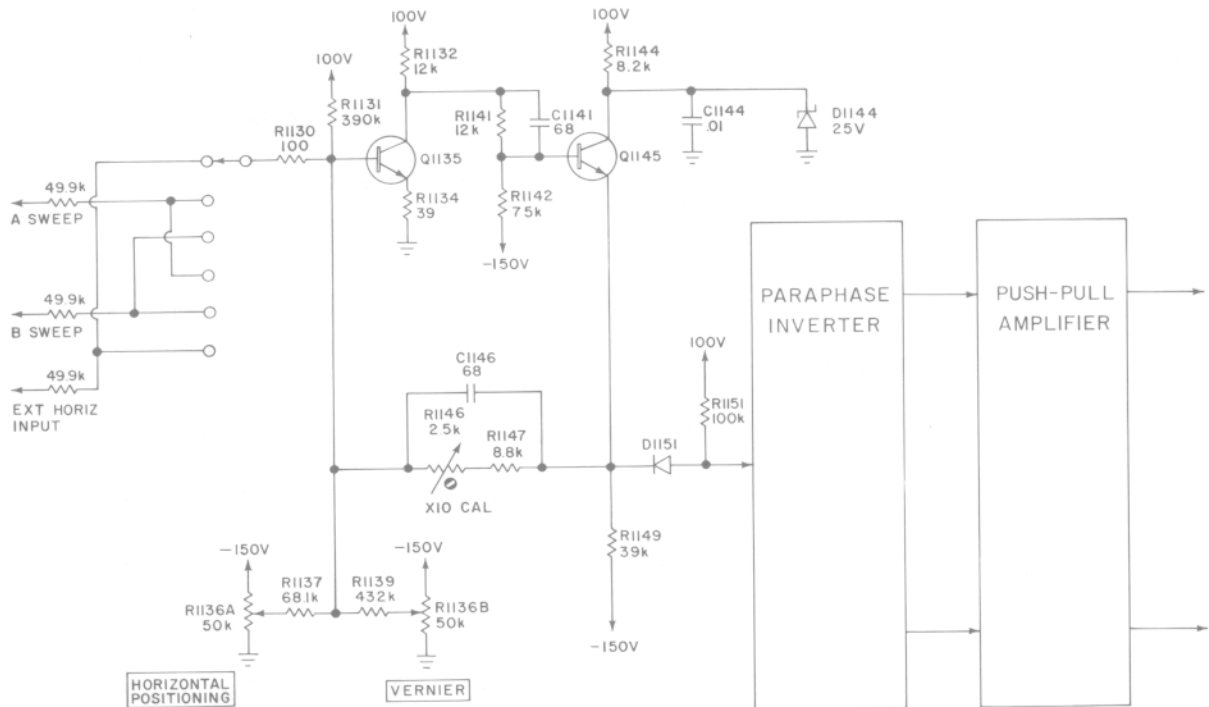 100V
R1132
12k
100V
R1144
8.2k
100V
R1131
390k
R1130
100
Q1135
R1134
39
R1141
12k
C1141
68
R1142
75k
-150V
Q1145
C1144
.01
D1144
25V
49.9k
A SWEEP
49.9k
B SWEEP
49.9k
EXT HORIZ
INPUT
C1146
68
R1146
2.5k
R1147
8.8k
X10 CAL
D1151
100V
R1151
100k
PARAPHASE
INVERTER
PUSH-PULL
AMPLIFIER
R1149
39k
-150V
-150V
R1136A
50k
R1137
68.1k
R1139
432k
-150V
R1136B
50k
HORIZONTAL
POSITIONING
VERNIER